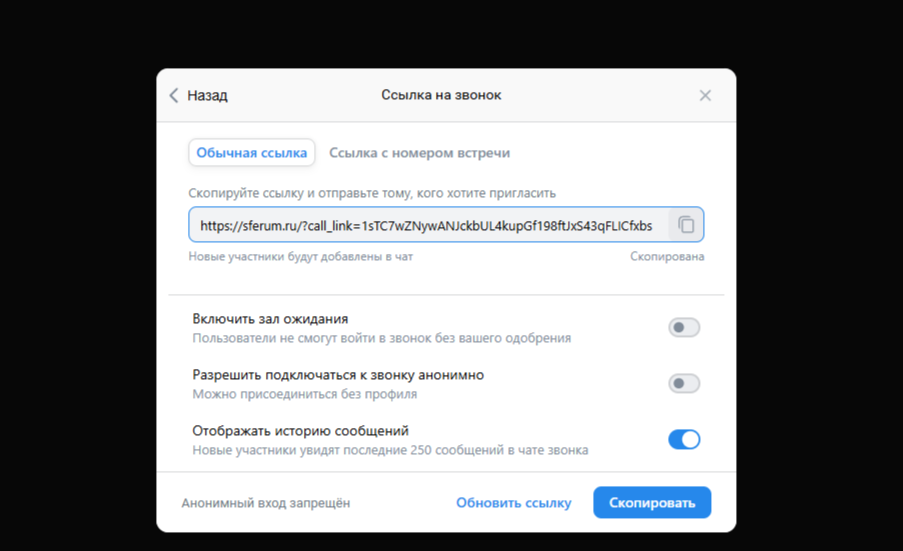 Назад
Ссылка на звонок
Обычная ссылка
Ссылка с номером встречи
Скопируйте ссылку и отправьте тому, кого хотите пригласить
https://sferum.ru/?call_link=1sTC7wZNywANJckbUL4kupGf198ftJxS43qFLICfxbs
Новые участники будут добавлены в чат
Скопирована
Включить зал ожидания
Пользователи не смогут войти в звонок без вашего одобрения
Разрешить подключаться к звонку анонимно
Можно присоединиться без профиля
Отображать историю сообщений
Новые участники увидят последние 250 сообщений в чате звонка
Анонимный вход запрещён
Обновить ссылку
Скопировать